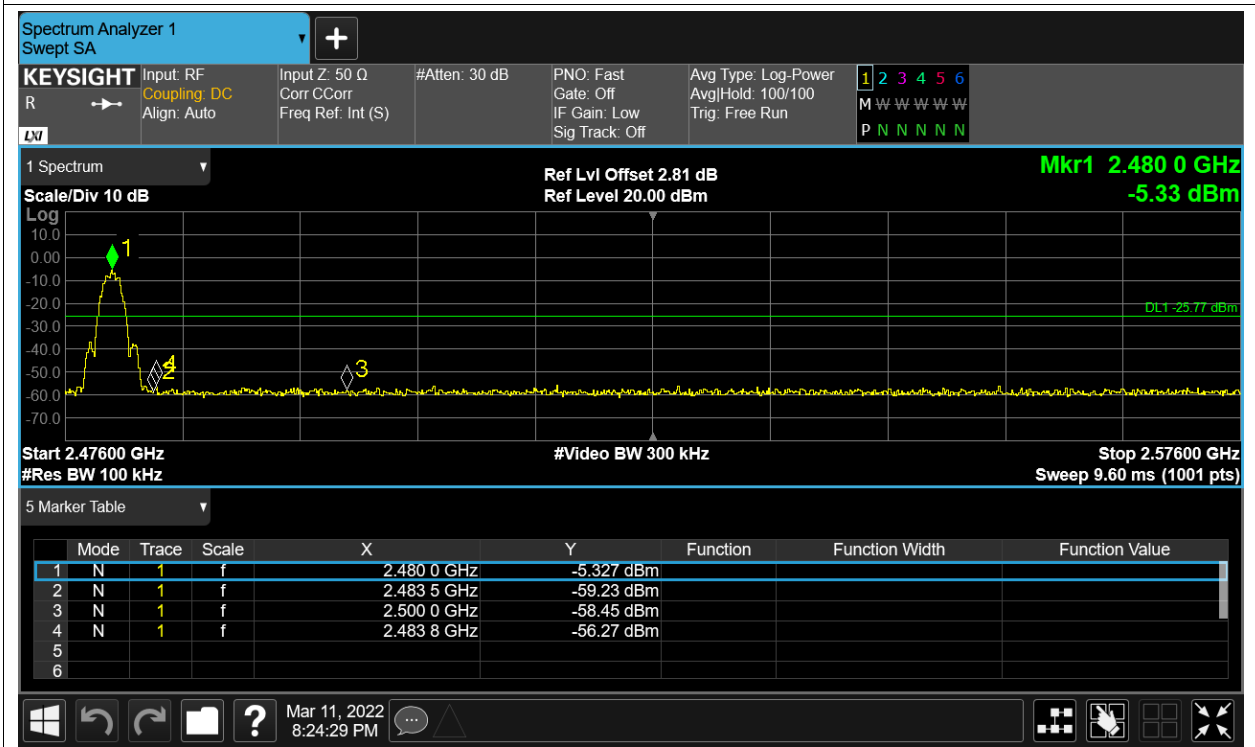 Spectrum Analyzer 1
Swept SA
KEYSIGHT Input: RF Input Z: 50 Ω #Atten: 30 dB PNO: Fast Avg Type: Log-Power 1 2 3 4 5 6
R Coupling: DC Corr CCorr Gate: Off Avg|Hold: 100/100 M W W W W W
Align: Auto Freq Ref: Int (S) IF Gain: Low Trig: Free Run
LXI Sig Track: Off P N N N N N
1 Spectrum Ref Lvl Offset 2.81 dB Mkr1 2.480 0 GHz
Scale/Div 10 dB Ref Level 20.00 dBm -5.33 dBm
Log
10.0
1
0.00
-10.0
-20.0
DL1 -25.77 dBm
-30.0
-40.0
4
3
-50.0
2
-60.0
-70.0
Start 2.47600 GHz #Video BW 300 kHz Stop 2.57600 GHz
#Res BW 100 kHz Sweep 9.60 ms (1001 pts)
5 Marker Table
Mode Trace Scale X Y Function Function Width Function Value
1 N 1 f 2.480 0 GHz -5.327 dBm
2 N 1 f 2.483 5 GHz -59.23 dBm
3 N 1 f 2.500 0 GHz -58.45 dBm
4 N 1 f 2.483 8 GHz -56.27 dBm
5
6
? Mar 11, 2022
8:24:29 PM